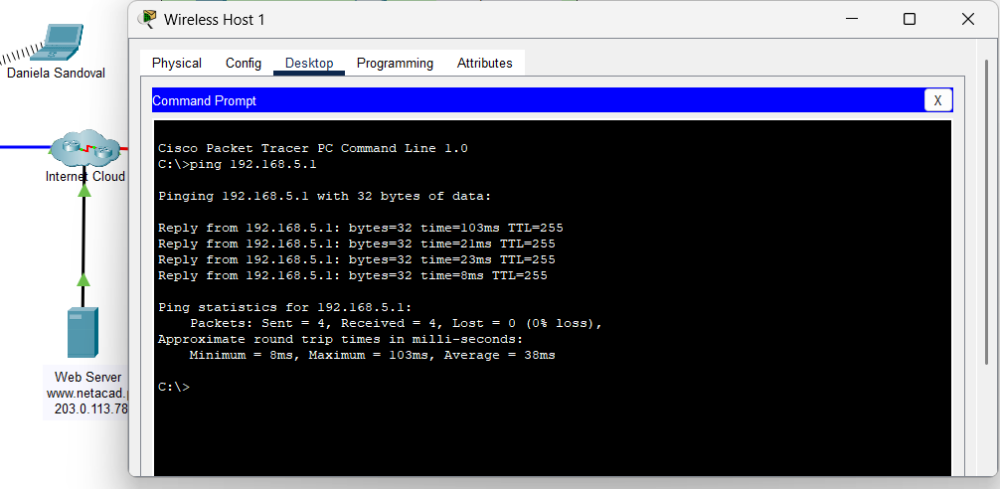 Wireless Host 1
Daniela Sandoval
Physical Config Desktop Programming Attributes
Command Prompt
X
Cisco Packet Tracer PC Command Line 1.0
C:\>ping 192.168.5.1
Pinging 192.168.5.1 with 32 bytes of data:
Reply from 192.168.5.1: bytes=32 time=103ms TTL=255
Reply from 192.168.5.1: bytes=32 time=21ms TTL=255
Reply from 192.168.5.1: bytes=32 time=23ms TTL=255
Reply from 192.168.5.1: bytes=32 time=8ms TTL=255
Ping statistics for 192.168.5.1:
Packets: Sent = 4, Received = 4, Lost = 0 (0% loss),
Approximate round trip times in milli-seconds:
Minimum = 8ms, Maximum = 103ms, Average = 38ms
C:\>
Internet Cloud
Web Server
www.netacad.p
203.0.113.78